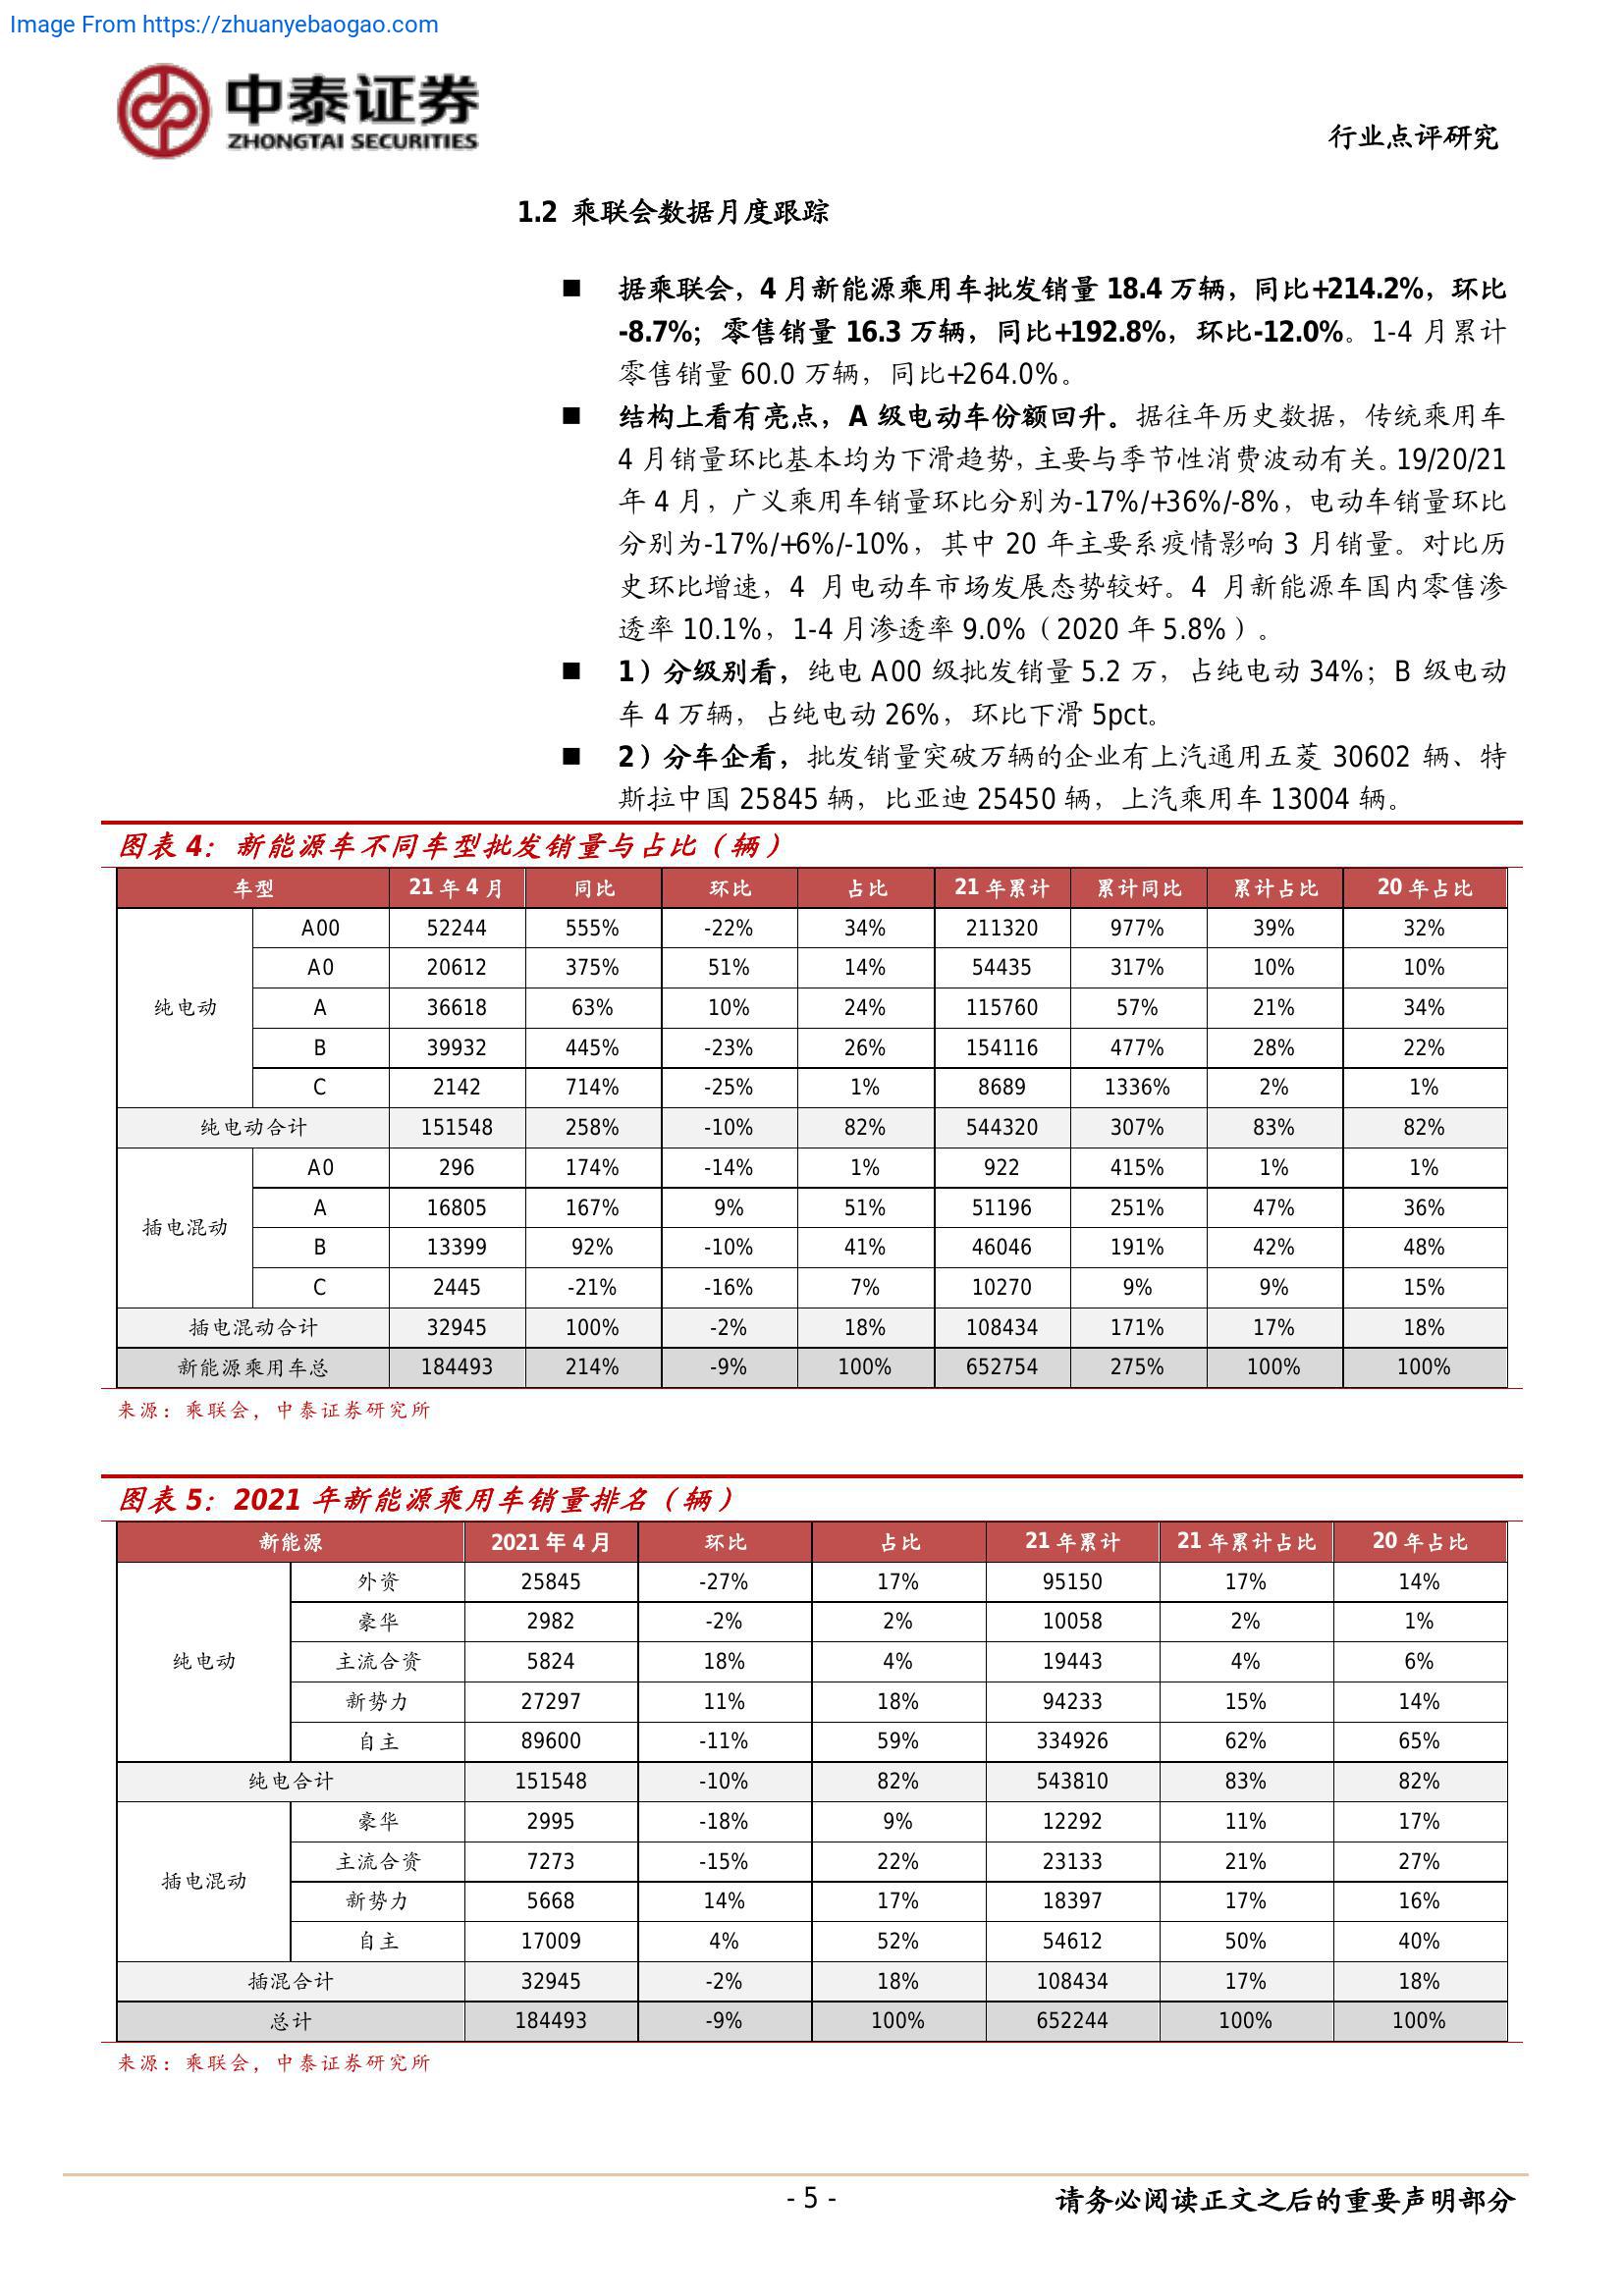 Image From https://zhuanyebaogao.com
中泰证券
ZHONGTAI SECURITIES
行业点评研究
1.2 乘联会数据月度跟踪
■ 据乘联会，4 月新能源乘用车批发销量 18.4 万辆，同比+214.2%，环比
-8.7%；零售销量 16.3 万辆，同比+192.8%，环比-12.0%。1-4 月累计
零售销量 60.0 万辆，同比+264.0%。
■ 结构上看有亮点，A 级电动车份额回升。据往年历史数据，传统乘用车
4 月销量环比基本均为下滑趋势，主要与季节性消费波动有关。19/20/21
年 4 月，广义乘用车销量环比分别为-17%/+36%/-8%，电动车销量环比
分别为-17%/+6%/-10%，其中 20 年主要系疫情影响 3 月销量。对比历
史环比增速，4 月电动车市场发展态势较好。4 月新能源车国内零售渗
透率 10.1%，1-4 月渗透率 9.0%（2020 年 5.8%）。
■ 1）分级别看，纯电 A00 级批发销量 5.2 万，占纯电动 34%；B 级电动
车 4 万辆，占纯电动 26%，环比下滑 5pct。
■ 2）分车企看，批发销量突破万辆的企业有上汽通用五菱 30602 辆、特
斯拉中国 25845 辆，比亚迪 25450 辆，上汽乘用车 13004 辆。
图表 4：新能源车不同车型批发销量与占比（辆）
车型 21 年 4 月 同比 环比 占比 21 年累计 累计同比 累计占比 20 年占比
A00 52244 555% -22% 34% 211320 977% 39% 32%
A0 20612 375% 51% 14% 54435 317% 10% 10%
纯电动 A 36618 63% 10% 24% 115760 57% 21% 34%
B 39932 445% -23% 26% 154116 477% 28% 22%
C 2142 714% -25% 1% 8689 1336% 2% 1%
纯电动合计 151548 258% -10% 82% 544320 307% 83% 82%
A0 296 174% -14% 1% 922 415% 1% 1%
插电混动 A 16805 167% 9% 51% 51196 251% 47% 36%
B 13399 92% -10% 41% 46046 191% 42% 48%
C 2445 -21% -16% 7% 10270 9% 9% 15%
插电混动合计 32945 100% -2% 18% 108434 171% 17% 18%
新能源乘用车总 184493 214% -9% 100% 652754 275% 100% 100%
来源：乘联会，中泰证券研究所
图表 5：2021 年新能源乘用车销量排名（辆）
新能源 2021 年 4 月 环比 占比 21 年累计 21 年累计占比 20 年占比
外资 25845 -27% 17% 95150 17% 14%
豪华 2982 -2% 2% 10058 2% 1%
纯电动 主流合资 5824 18% 4% 19443 4% 6%
新势力 27297 11% 18% 94233 15% 14%
自主 89600 -11% 59% 334926 62% 65%
纯电合计 151548 -10% 82% 543810 83% 82%
豪华 2995 -18% 9% 12292 11% 17%
插电混动 主流合资 7273 -15% 22% 23133 21% 27%
新势力 5668 14% 17% 18397 17% 16%
自主 17009 4% 52% 54612 50% 40%
插混合计 32945 -2% 18% 108434 17% 18%
总计 184493 -9% 100% 652244 100% 100%
来源：乘联会，中泰证券研究所
- 5 -
请务必阅读正文之后的重要声明部分